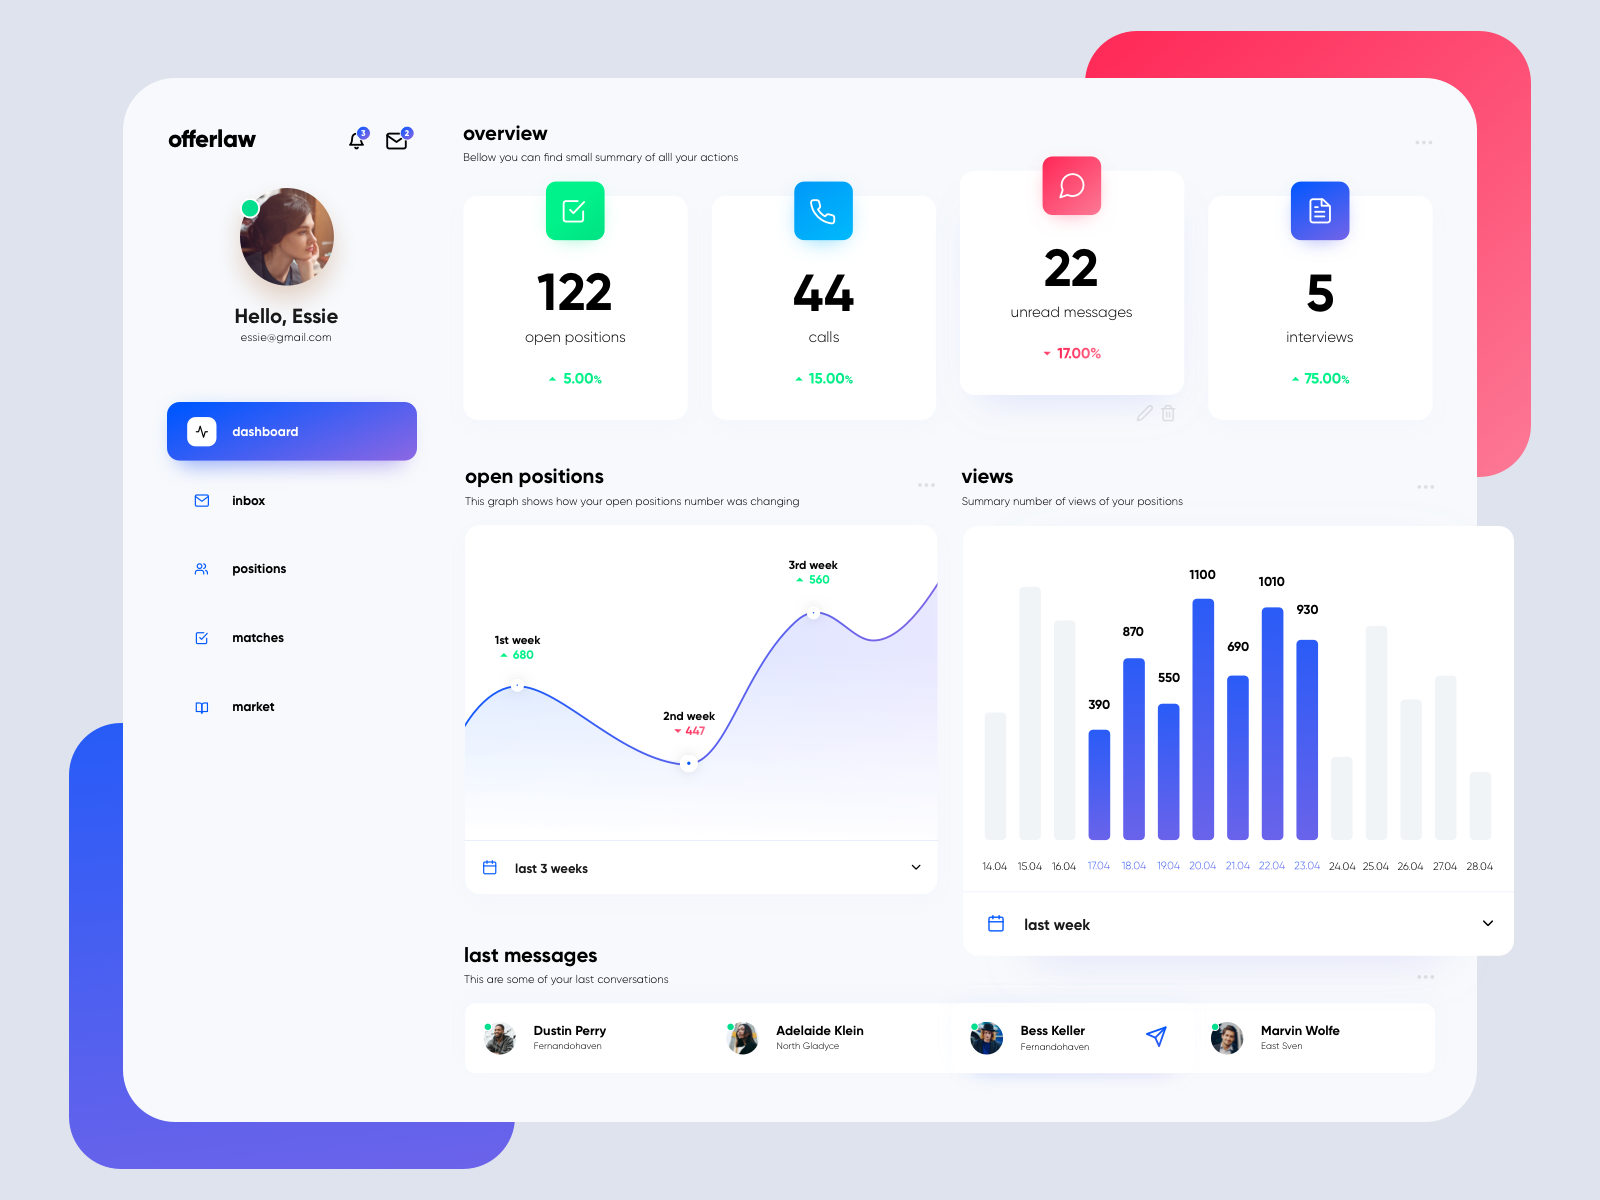 offerlaw
3
2
Hello, Essie
essie@gmail.com
dashboard
inbox
positions
matches
market
overview
Bellow you can find small summary of alll your actions
122
open positions
5.00%
44
calls
15.00%
22
unread messages
17.00%
5
interviews
75.00%
open positions
This graph shows how your open positions number was changing
1st week
680
2nd week
447
3rd week
560
last 3 weeks
views
Summary number of views of your positions
390
870
550
1100
690
1010
930
14.04 15.04 16.04 17.04 18.04 19.04 20.04 21.04 22.04 23.04 24.04 25.04 26.04 27.04 28.04
last week
last messages
This are some of your last conversations
Dustin Perry
Fernandohaven
Adelaide Klein
North Gladyce
Bess Keller
Fernandohaven
Marvin Wolfe
East Sven